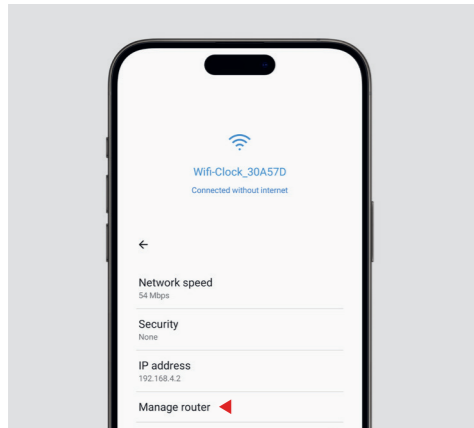 Wifi-Clock_30A57D
Connected without internet
Network speed
54 Mbps
Security
None
IP address
192.168.4.2
Manage router